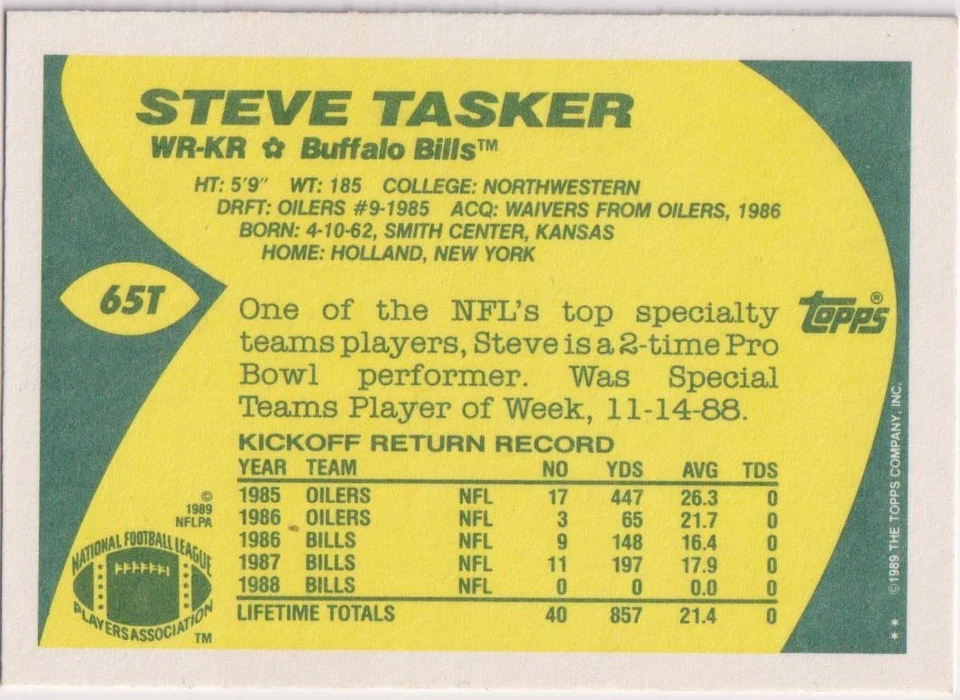 STEVE TASKER
WR-KR ✿ Buffalo Bills™
HT: 5'9" WT: 185 COLLEGE: NORTHWESTERN
DRFT: OILERS #9-1985 ACQ: WAIVERS FROM OILERS, 1986
BORN: 4-10-62, SMITH CENTER, KANSAS
HOME: HOLLAND, NEW YORK
65T
One of the NFL's top specialty
teams players, Steve is a 2-time Pro
Bowl performer. Was Special
Teams Player of Week, 11-14-88.
Topps®
KICKOFF RETURN RECORD
YEAR TEAM NO YDS AVG TDS
1985 OILERS NFL 17 447 26.3 0
1986 OILERS NFL 3 65 21.7 0
1986 BILLS NFL 9 148 16.4 0
1987 BILLS NFL 11 197 17.9 0
1988 BILLS NFL 0 0 0.0 0
LIFETIME TOTALS 40 857 21.4 0
©
1989
NFLPA
NATIONAL FOOTBALL LEAGUE
PLAYERS ASSOCIATION
™
©1989 THE TOPPS COMPANY, INC.
**